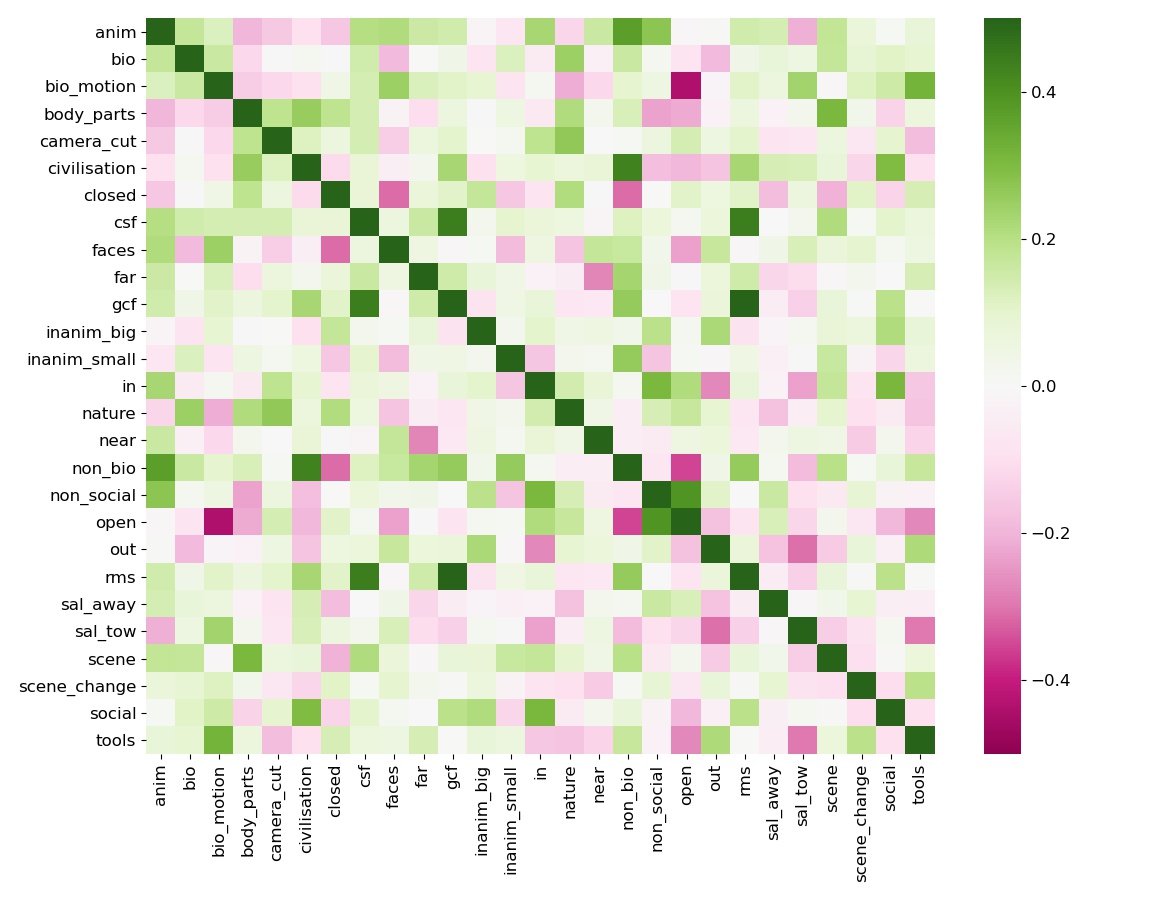 anim
bio
bio_motion
body_parts
camera_cut
civilisation
closed
csf
faces
far
gcf
inanim_big
inanim_small
in
nature
near
non_bio
non_social
open
out
rms
sal_away
sal_tow
scene
scene_change
social
tools
anim
bio
bio_motion
body_parts
camera_cut
civilisation
closed
csf
faces
far
gcf
inanim_big
inanim_small
in
nature
near
non_bio
non_social
open
out
rms
sal_away
sal_tow
scene
scene_change
social
tools
0.4
0.2
0.0
−0.2
−0.4